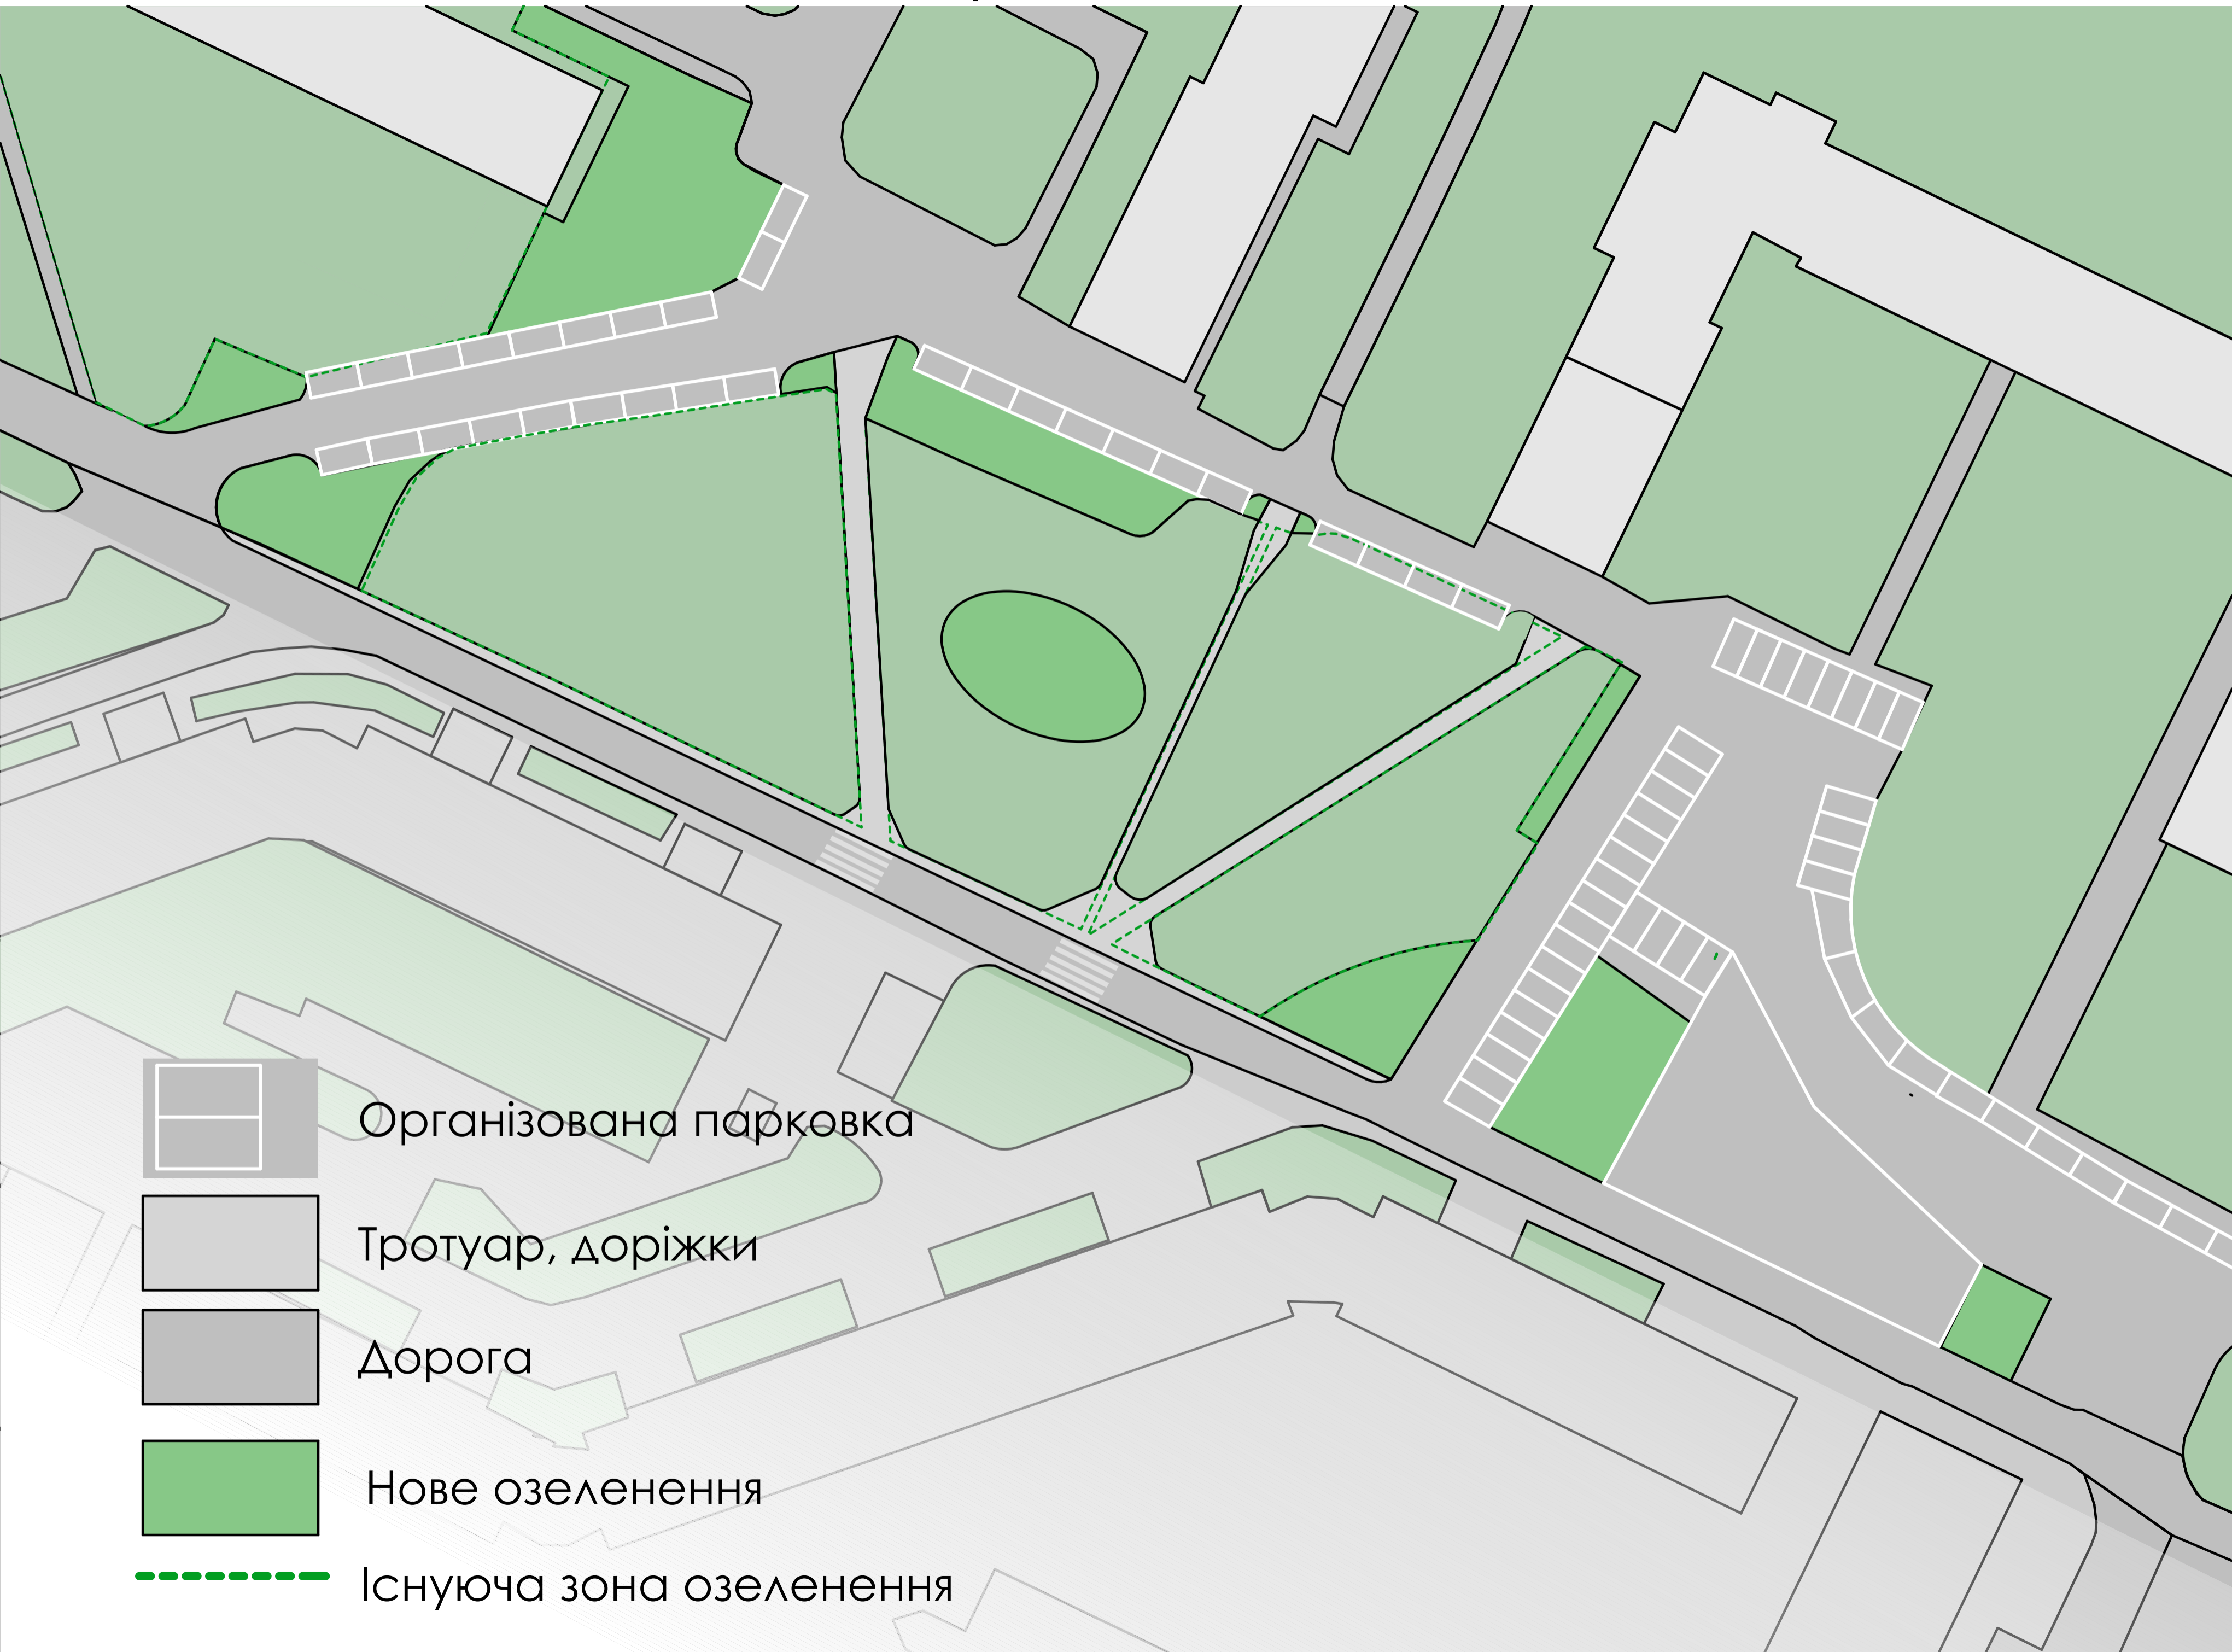 Організована парковка
Тротуар, доріжки
Дорога
Нове озеленення
Існуюча зона озеленення